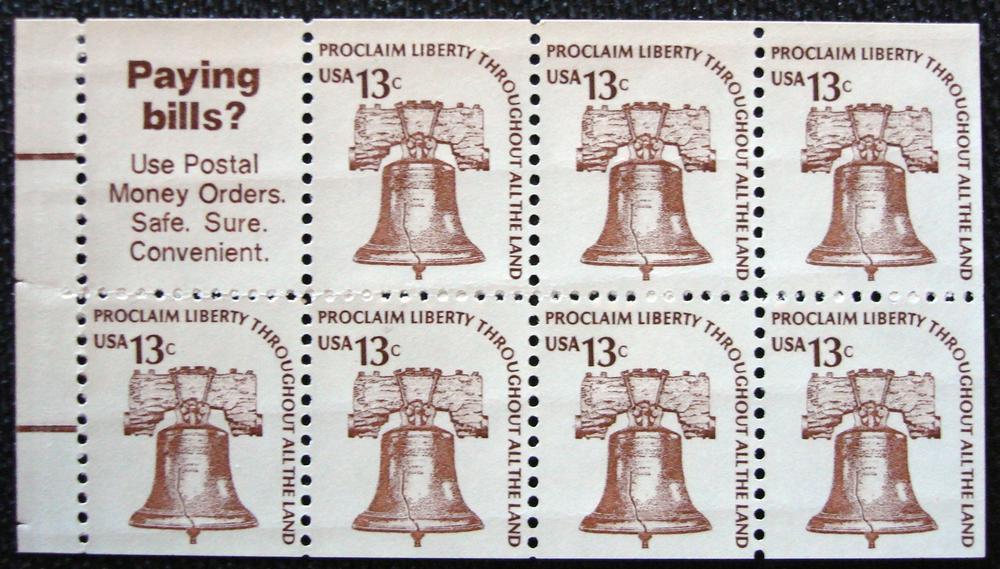 Paying
bills?
Use Postal
Money Orders.
Safe. Sure.
Convenient.
PROCLAIM LIBERTY THROUGHOUT ALL THE LAND
USA 13c
PROCLAIM LIBERTY THROUGHOUT ALL THE LAND
USA 13c
PROCLAIM LIBERTY THROUGHOUT ALL THE LAND
USA 13c
PROCLAIM LIBERTY THROUGHOUT ALL THE LAND
USA 13c
PROCLAIM LIBERTY THROUGHOUT ALL THE LAND
USA 13c
PROCLAIM LIBERTY THROUGHOUT ALL THE LAND
USA 13c
PROCLAIM LIBERTY THROUGHOUT ALL THE LAND
USA 13c